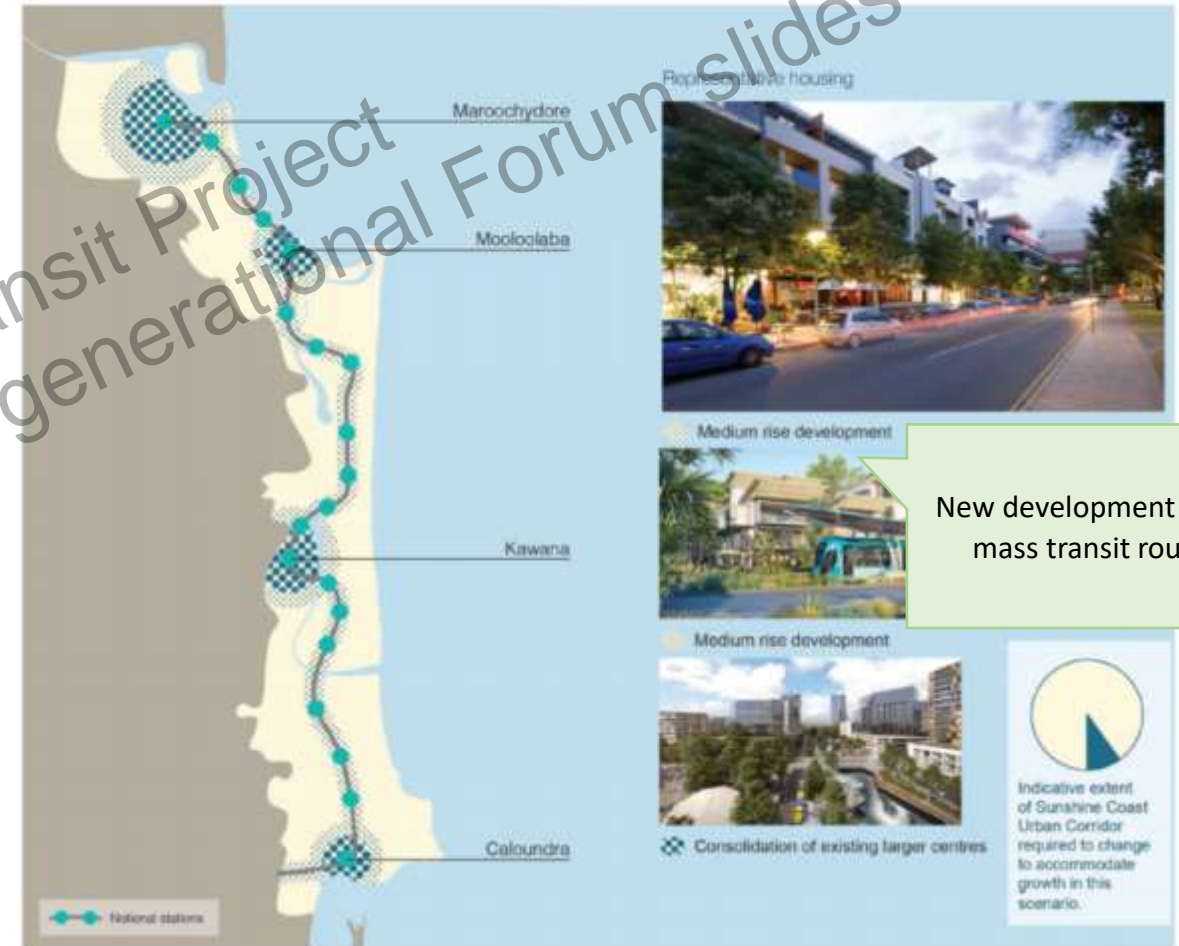 nsit Project
generational Forum slides
Representative housing
Maroochydore
Mooloolaba
Kawana
Caloundra
Notional stations
Medium rise development
New development
mass transit rou
Medium rise development
Consolidation of existing larger centres
Indicative extent
of Sunshine Coast
Urban Corridor
required to change
to accommodate
growth in this
scenario.